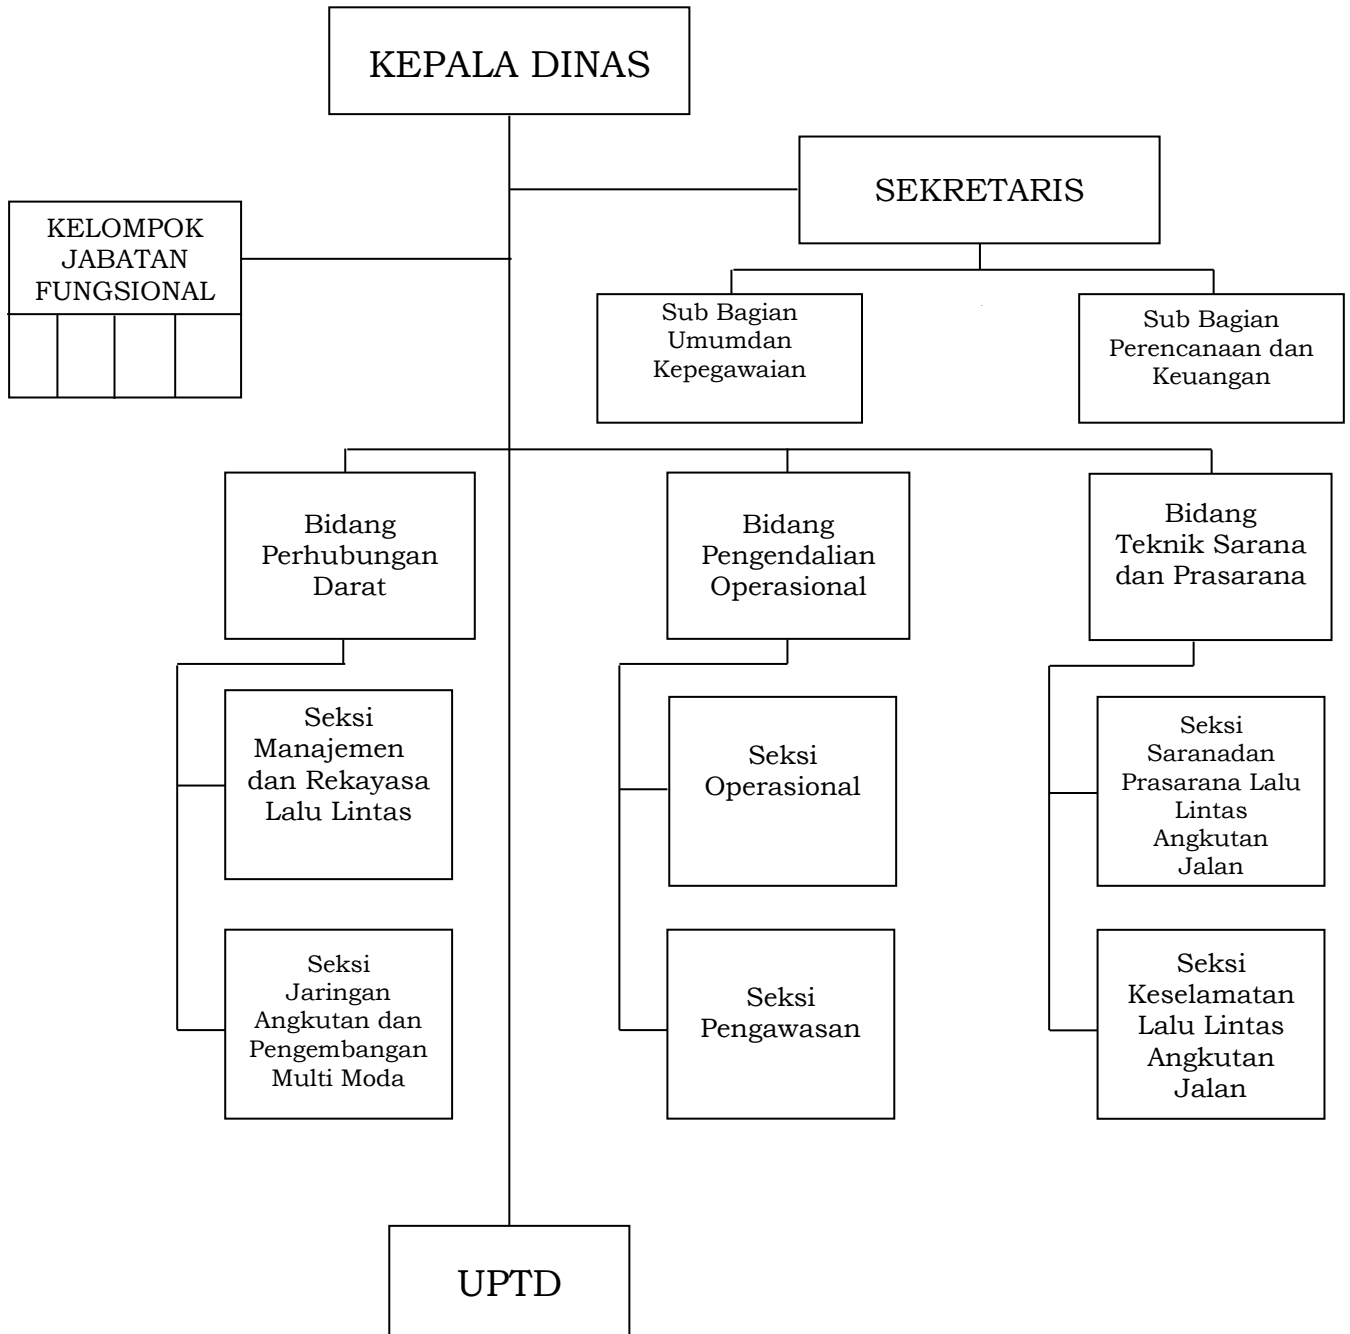 KEPALA DINAS
SEKRETARIS
KELOMPOK
JABATAN
FUNGSIONAL
Sub Bagian
Umumdan
Kepegawaian
Sub Bagian
Perencanaan dan
Keuangan
Bidang
Perhubungan
Darat
Bidang
Pengendalian
Operasional
Bidang
Teknik Sarana
dan Prasarana
Seksi
Manajemen
dan Rekayasa
Lalu Lintas
Seksi
Operasional
Seksi
Saranadan
Prasarana Lalu
Lintas
Angkutan
Jalan
Seksi
Jaringan
Angkutan dan
Pengembangan
Multi Moda
Seksi
Pengawasan
Seksi
Keselamatan
Lalu Lintas
Angkutan
Jalan
UPTD